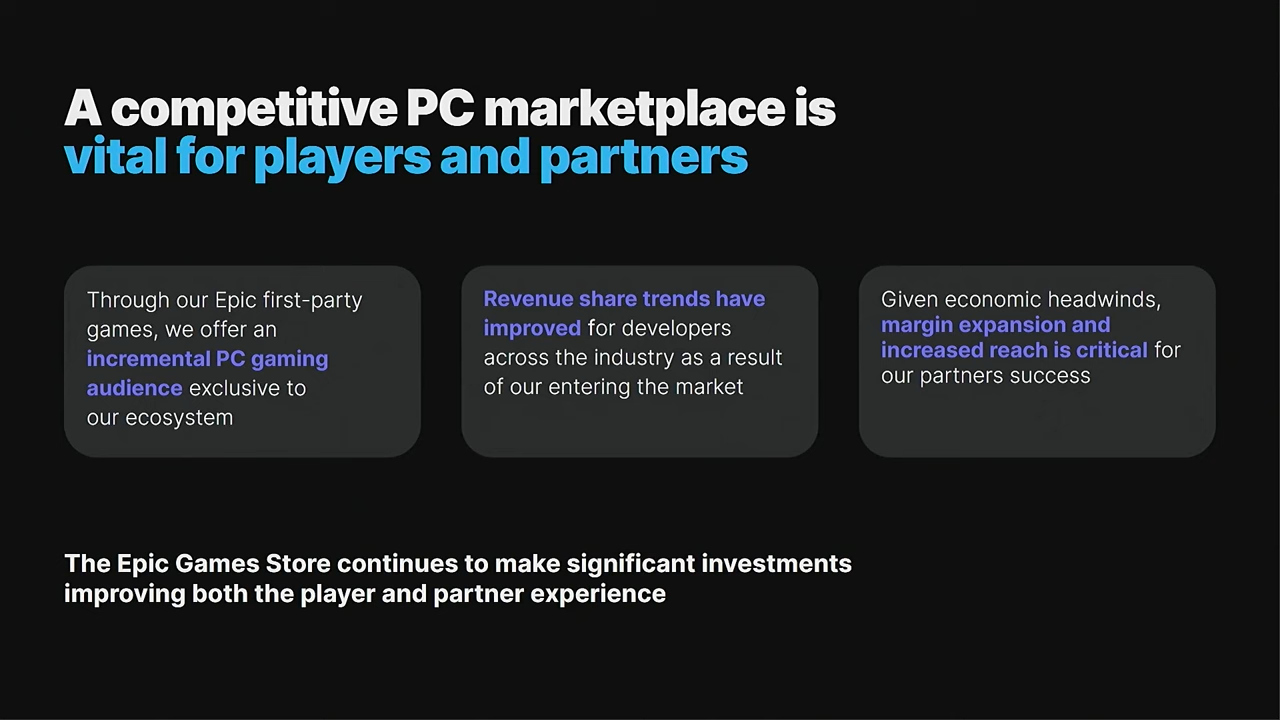 A competitive PC marketplace is
vital for players and partners
Through our Epic first-party
games, we offer an
incremental PC gaming
audience exclusive to
our ecosystem
Revenue share trends have
improved for developers
across the industry as a result
of our entering the market
Given economic headwinds,
margin expansion and
increased reach is critical for
our partners success
The Epic Games Store continues to make significant investments
improving both the player and partner experience